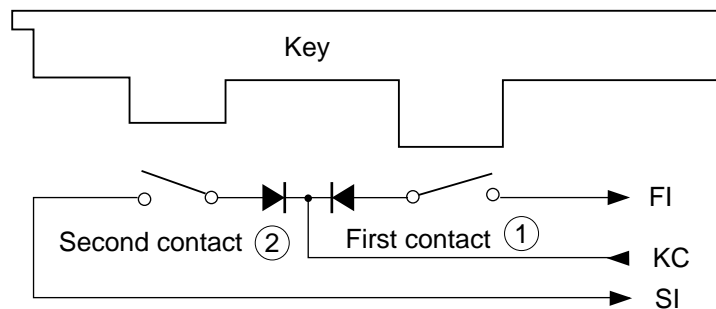 Key
FI
Second contact ②
First contact ①
KC
SI